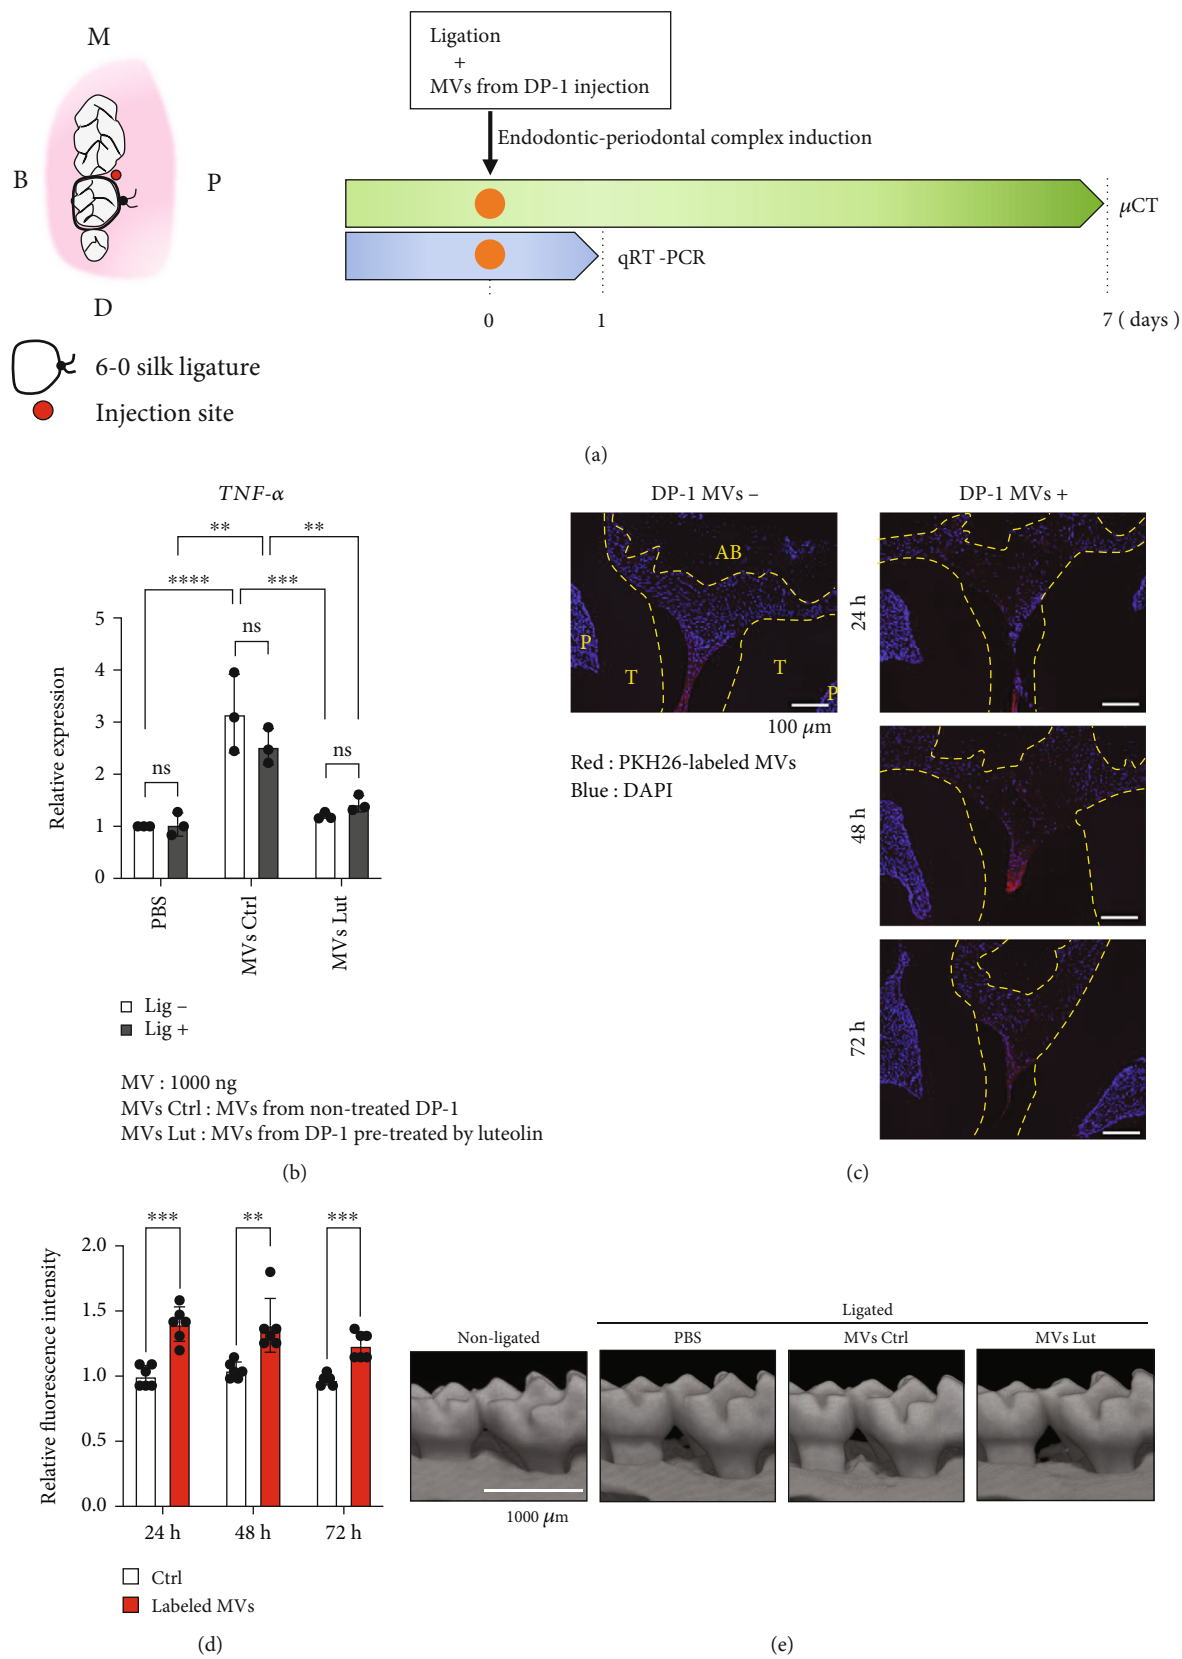 M
B
P
D
6-0 silk ligature
Injection site
Ligation
+
MVs from DP-1 injection
Endodontic-periodontal complex induction
μCT
qRT -PCR
0
1
7 ( days )
(a)
TNF-α
**
**
****
***
ns
ns
ns
Relative expression
5
4
3
2
1
0
PBS
MVs Ctrl
MVs Lut
Lig –
Lig +
MV : 1000 ng
MVs Ctrl : MVs from non-treated DP-1
MVs Lut : MVs from DP-1 pre-treated by luteolin
(b)
DP-1 MVs –
DP-1 MVs +
AB
P
T
T
P
100 μm
Red : PKH26-labeled MVs
Blue : DAPI
24 h
48 h
72 h
(c)
***
**
***
Relative fluorescence intensity
2.0
1.5
1.0
0.5
0.0
24 h
48 h
72 h
Ctrl
Labeled MVs
(d)
Ligated
Non-ligated
PBS
MVs Ctrl
MVs Lut
1000 μm
(e)